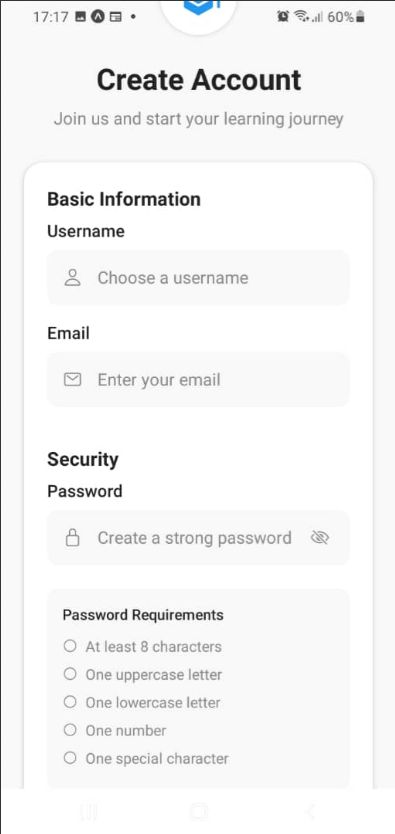 17:17
60%
Create Account
Join us and start your learning journey
Basic Information
Username
Choose a username
Email
Enter your email
Security
Password
Create a strong password
Password Requirements
At least 8 characters
One uppercase letter
One lowercase letter
One number
One special character